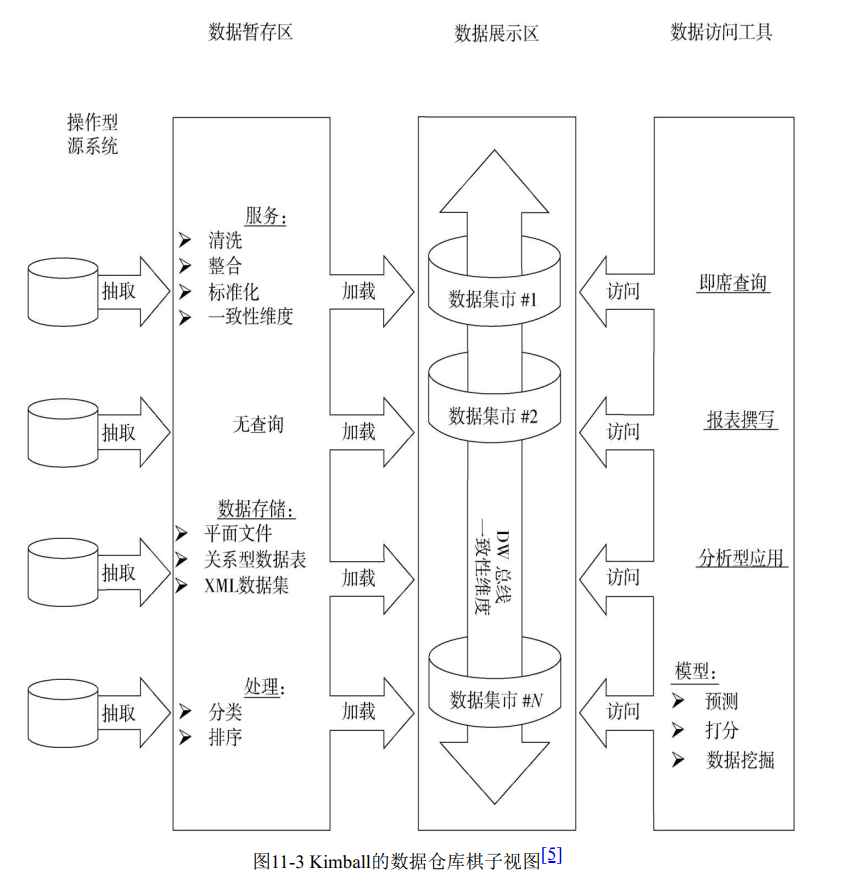 数据暂存区
数据展示区
数据访问工具
操作型
源系统
服务：
清洗
整合
标准化
一致性维度
抽取
加载
数据集市 #1
访问
即席查询
抽取
无查询
加载
数据集市 #2
访问
报表撰写
数据存储：
平面文件
关系型数据表
XML数据集
抽取
加载
DW 总线
一致性维度
访问
分析型应用
处理：
分类
排序
抽取
加载
数据集市 #N
访问
模型：
预测
打分
数据挖掘
图11-3 Kimball的数据仓库棋子视图[5]